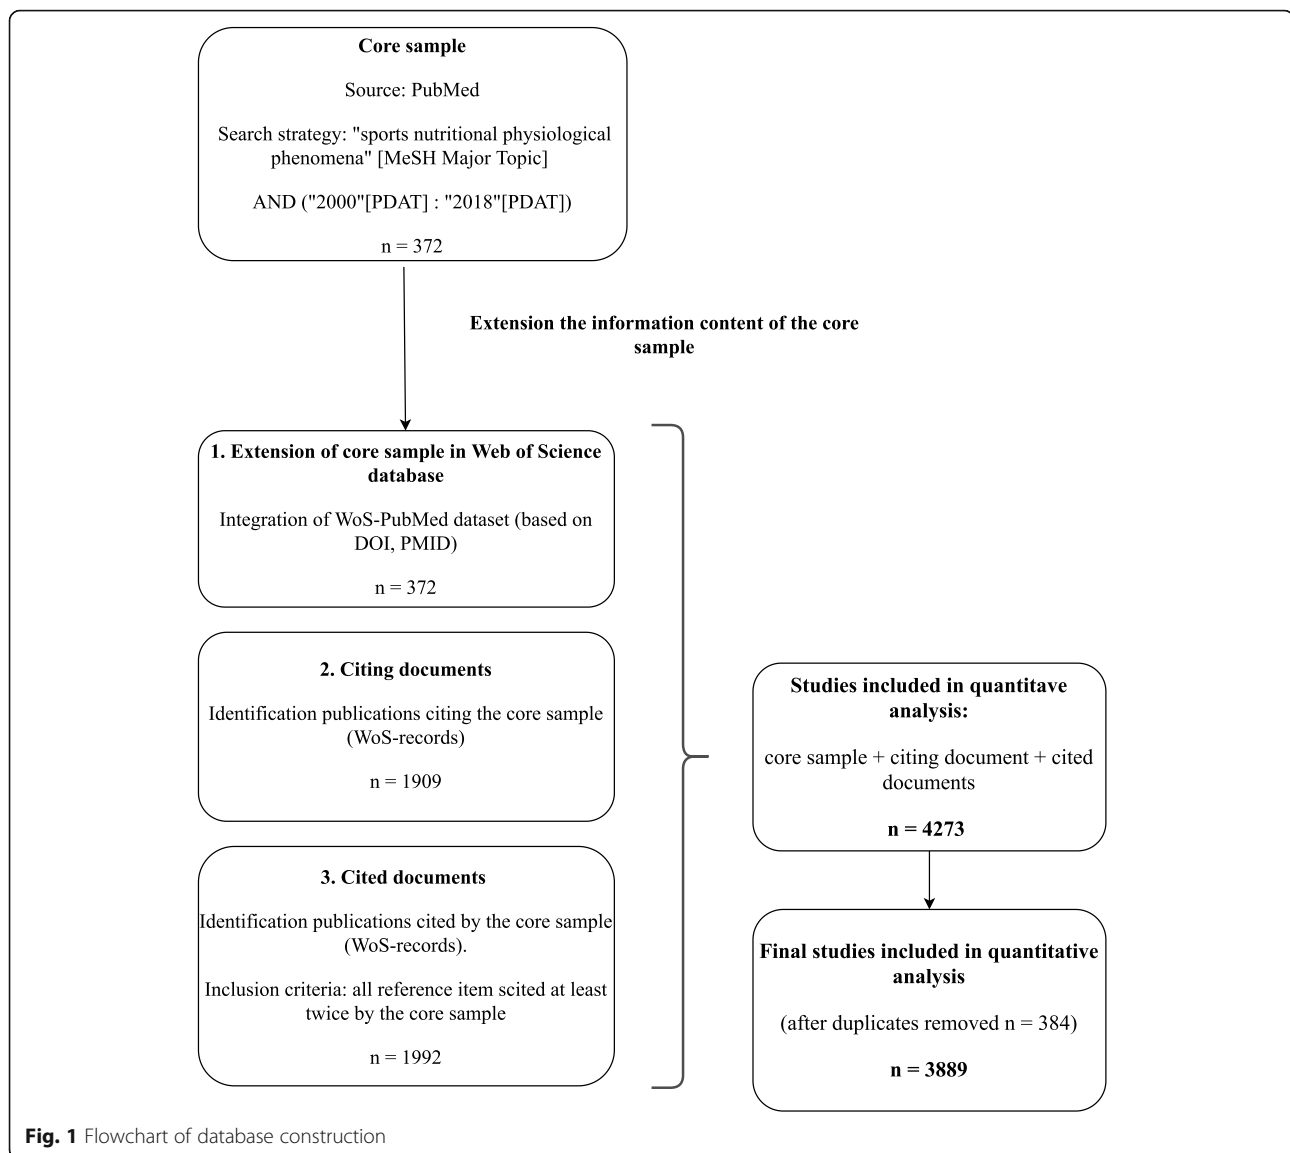 Core sample
Source: PubMed
Search strategy: "sports nutritional physiological
phenomena" [MeSH Major Topic]
AND ("2000"[PDAT] : "2018"[PDAT])
n = 372
Extension the information content of the core
sample
1. Extension of core sample in Web of Science
database
Integration of WoS-PubMed dataset (based on
DOI, PMID)
n = 372
2. Citing documents
Identification publications citing the core sample
(WoS-records)
n = 1909
3. Cited documents
Identification publications cited by the core sample
(WoS-records).
Inclusion criteria: all reference item scited at least
twice by the core sample
n = 1992
Studies included in quantitave
analysis:
core sample + citing document + cited
documents
n = 4273
Final studies included in quantitative
analysis
(after duplicates removed n = 384)
n = 3889
Fig. 1 Flowchart of database construction